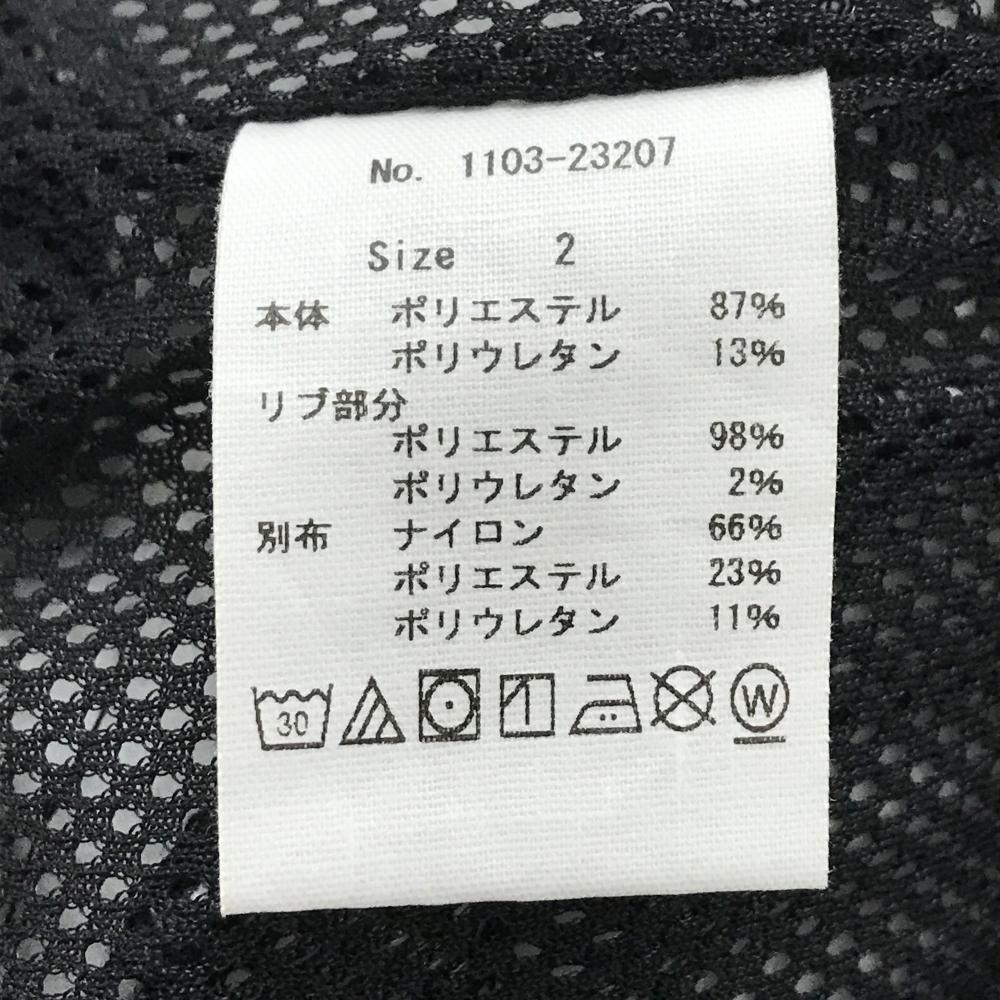 No. 1103-23207
Size 2
本体 ポリエステル 87%
ポリウレタン 13%
リブ部分
ポリエステル 98%
ポリウレタン 2%
別布 ナイロン 66%
ポリエステル 23%
ポリウレタン 11%
30 W